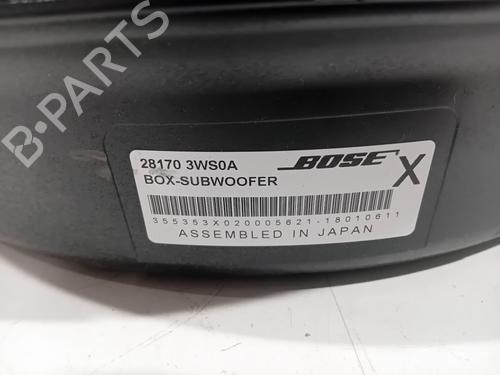 B-PARTS
28170 3WS0A
BOSE
BOX-SUBWOOFER
X
355353X020005621-18010611
ASSEMBLED IN JAPAN